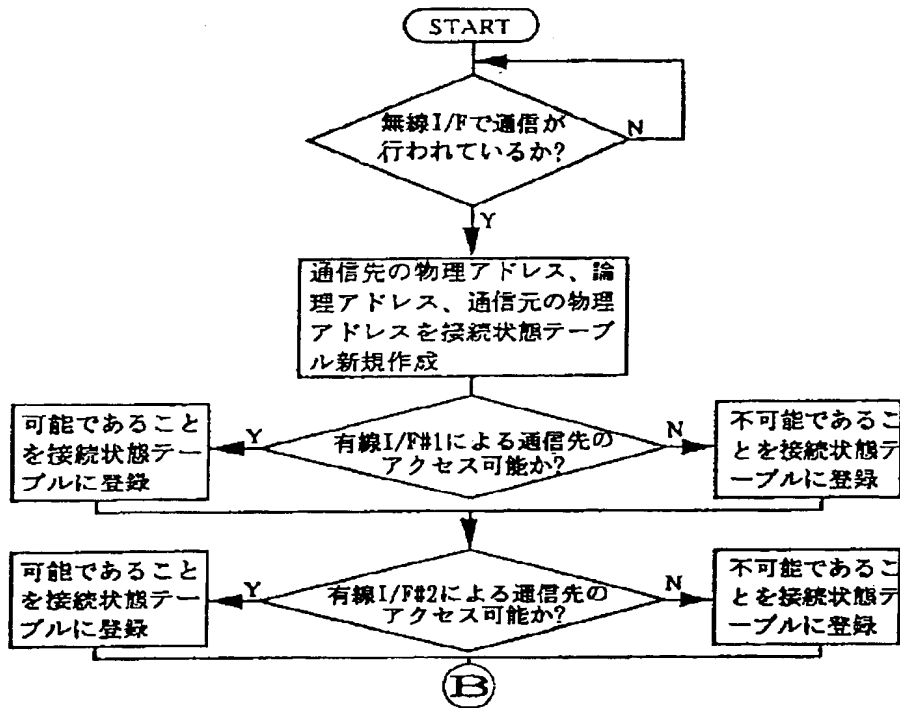 START
無線I/Fで通信が
行われているか?
N
Y
通信先の物理アドレス、論
理アドレス、通信元の物理
アドレスを接続状態テーブ
ル新規作成
可能であること
を接続状態テー
ブルに登録
Y
有線I/F#1による通信先の
アクセス可能か?
N
不可能であるこ
とを接続状態テ
ーブルに登録
可能であること
を接続状態テー
ブルに登録
Y
有線I/F#2による通信先の
アクセス可能か?
N
不可能であるこ
とを接続状態テ
ーブルに登録
B